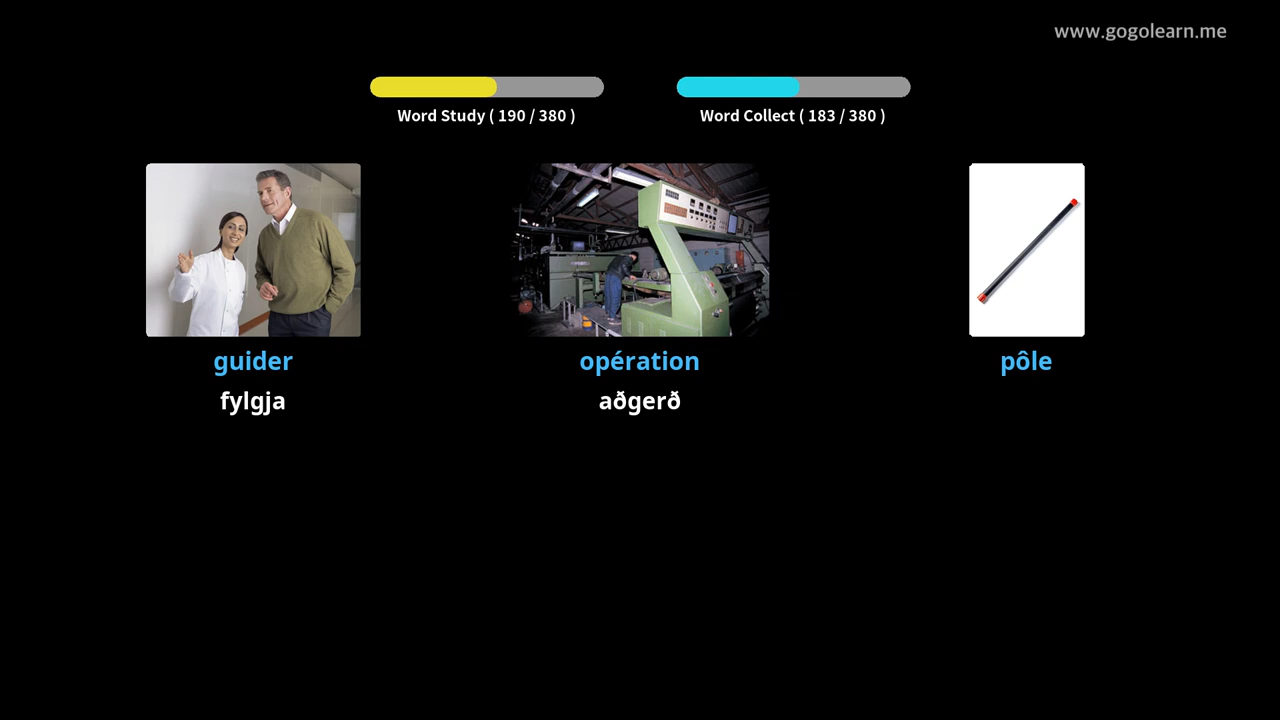 www.gogolearn.me
Word Study ( 190 / 380 )
Word Collect ( 183 / 380 )
guider
opération
pôle
fylgja
aðgerð